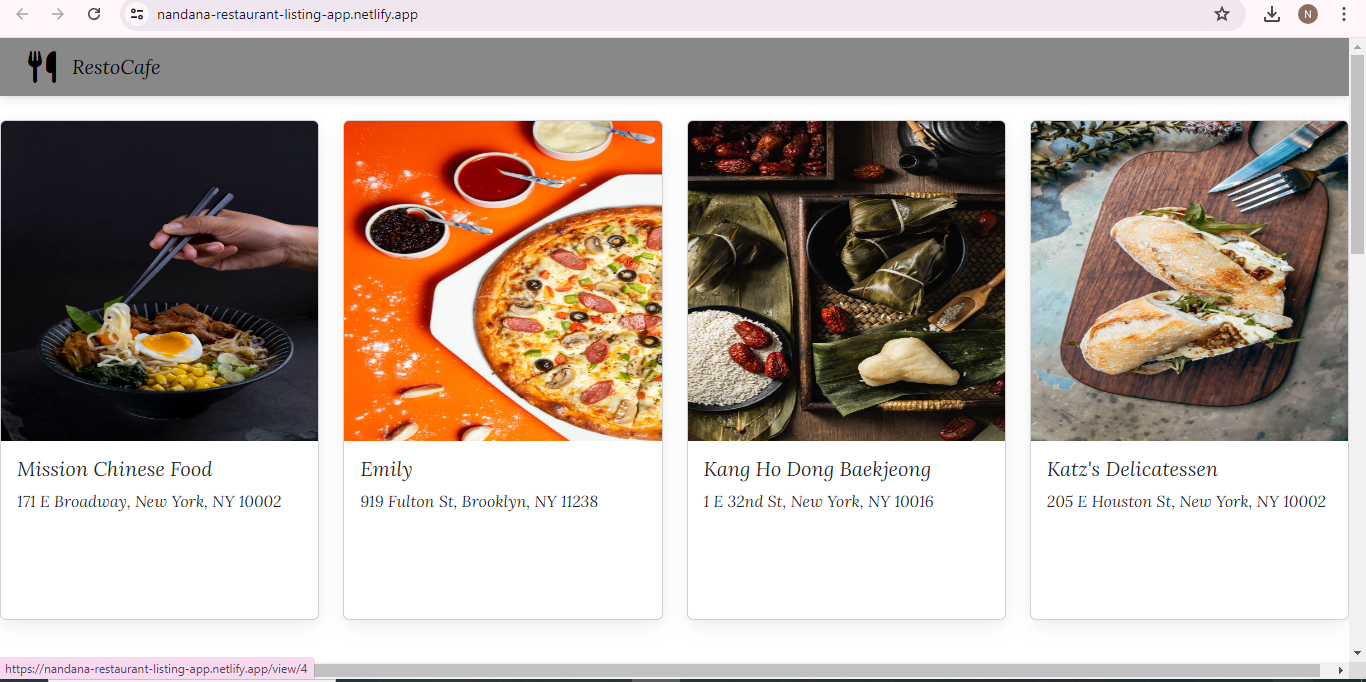 nandana-restaurant-listing-app.netlify.app
N
RestoCafe
Mission Chinese Food
171 E Broadway, New York, NY 10002
Emily
919 Fulton St, Brooklyn, NY 11238
Kang Ho Dong Baekjeong
1 E 32nd St, New York, NY 10016
Katz's Delicatessen
205 E Houston St, New York, NY 10002
https://nandana-restaurant-listing-app.netlify.app/view/4